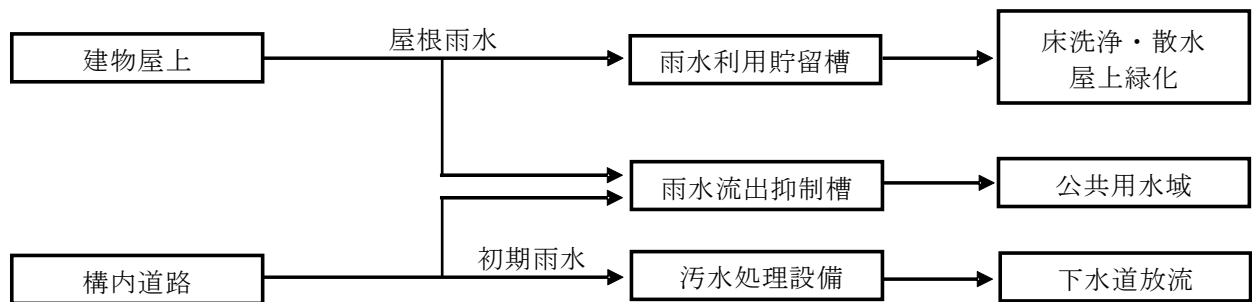 屋根雨水
建物屋上
雨水利用貯留槽
床洗浄・散水
屋上緑化
雨水流出抑制槽
公共用水域
初期雨水
構内道路
汚水処理設備
下水道放流